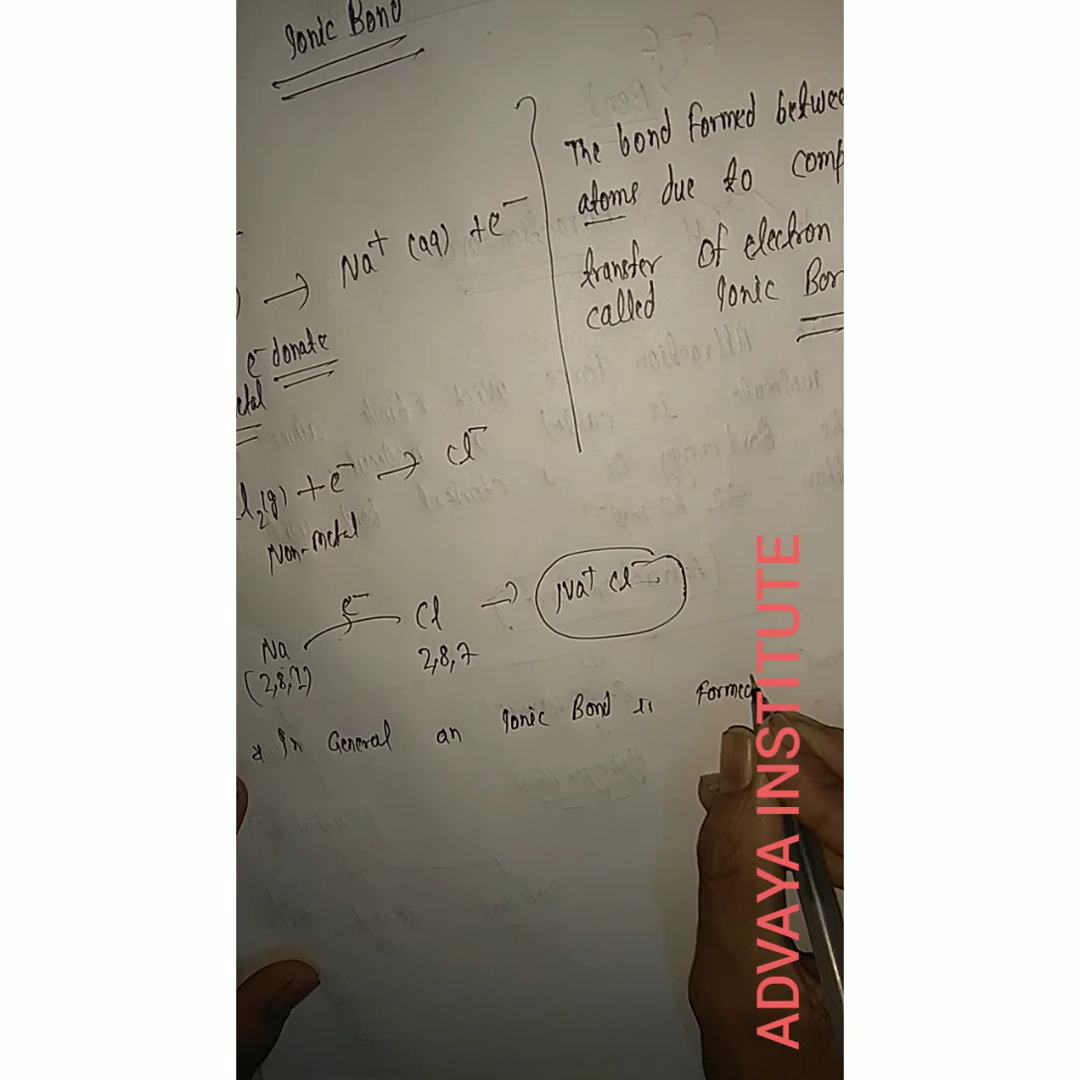 Ionic Bond
→ Na⁺ (aq) + e⁻
e⁻ donate
l₂(g) + e⁻ → Cl⁻
Non-metal
The bond formed betwee
atoms due to comp
transfer of electron
called Ionic Bon
e⁻
Na Cl → Na⁺ Cl⁻
(2,8,1) 2,8,7
* In General an Ionic Bond is Formed
ADVAYA INSTITUTE